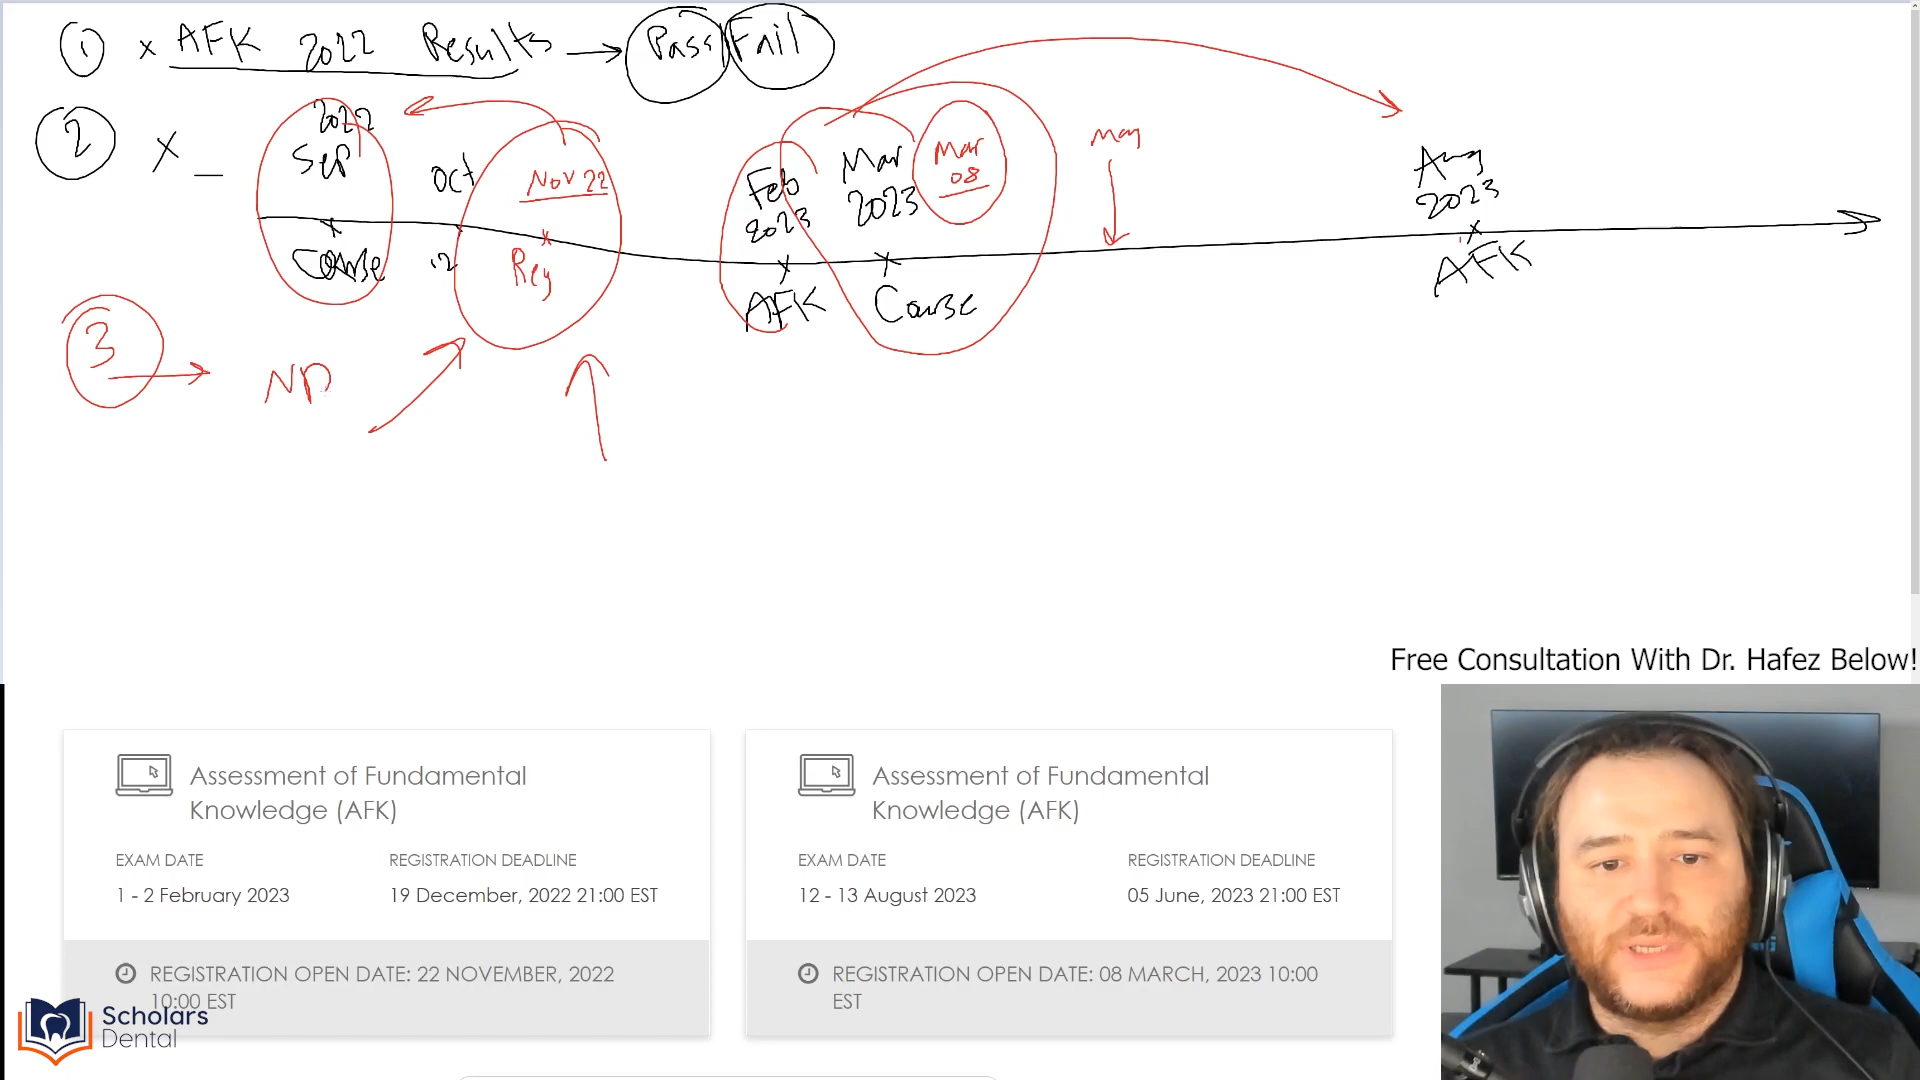 1 x AFK 2022 Results → Pass Fail
2 x _
2022
Sep
Oct
Nov 22
Feb
2023
Mar
2023
Mar
08
May
Aug
2023
Course
12
Reg
AFK
Course
AFK
3
Free Consultation With Dr. Hafez Below!
Assessment of Fundamental
Knowledge (AFK)
EXAM DATE
REGISTRATION DEADLINE
1 - 2 February 2023
19 December, 2022 21:00 EST
REGISTRATION OPEN DATE: 22 NOVEMBER, 2022
10:00 EST
Assessment of Fundamental
Knowledge (AFK)
EXAM DATE
REGISTRATION DEADLINE
12 - 13 August 2023
05 June, 2023 21:00 EST
REGISTRATION OPEN DATE: 08 MARCH, 2023 10:00
EST
Scholars
Dental